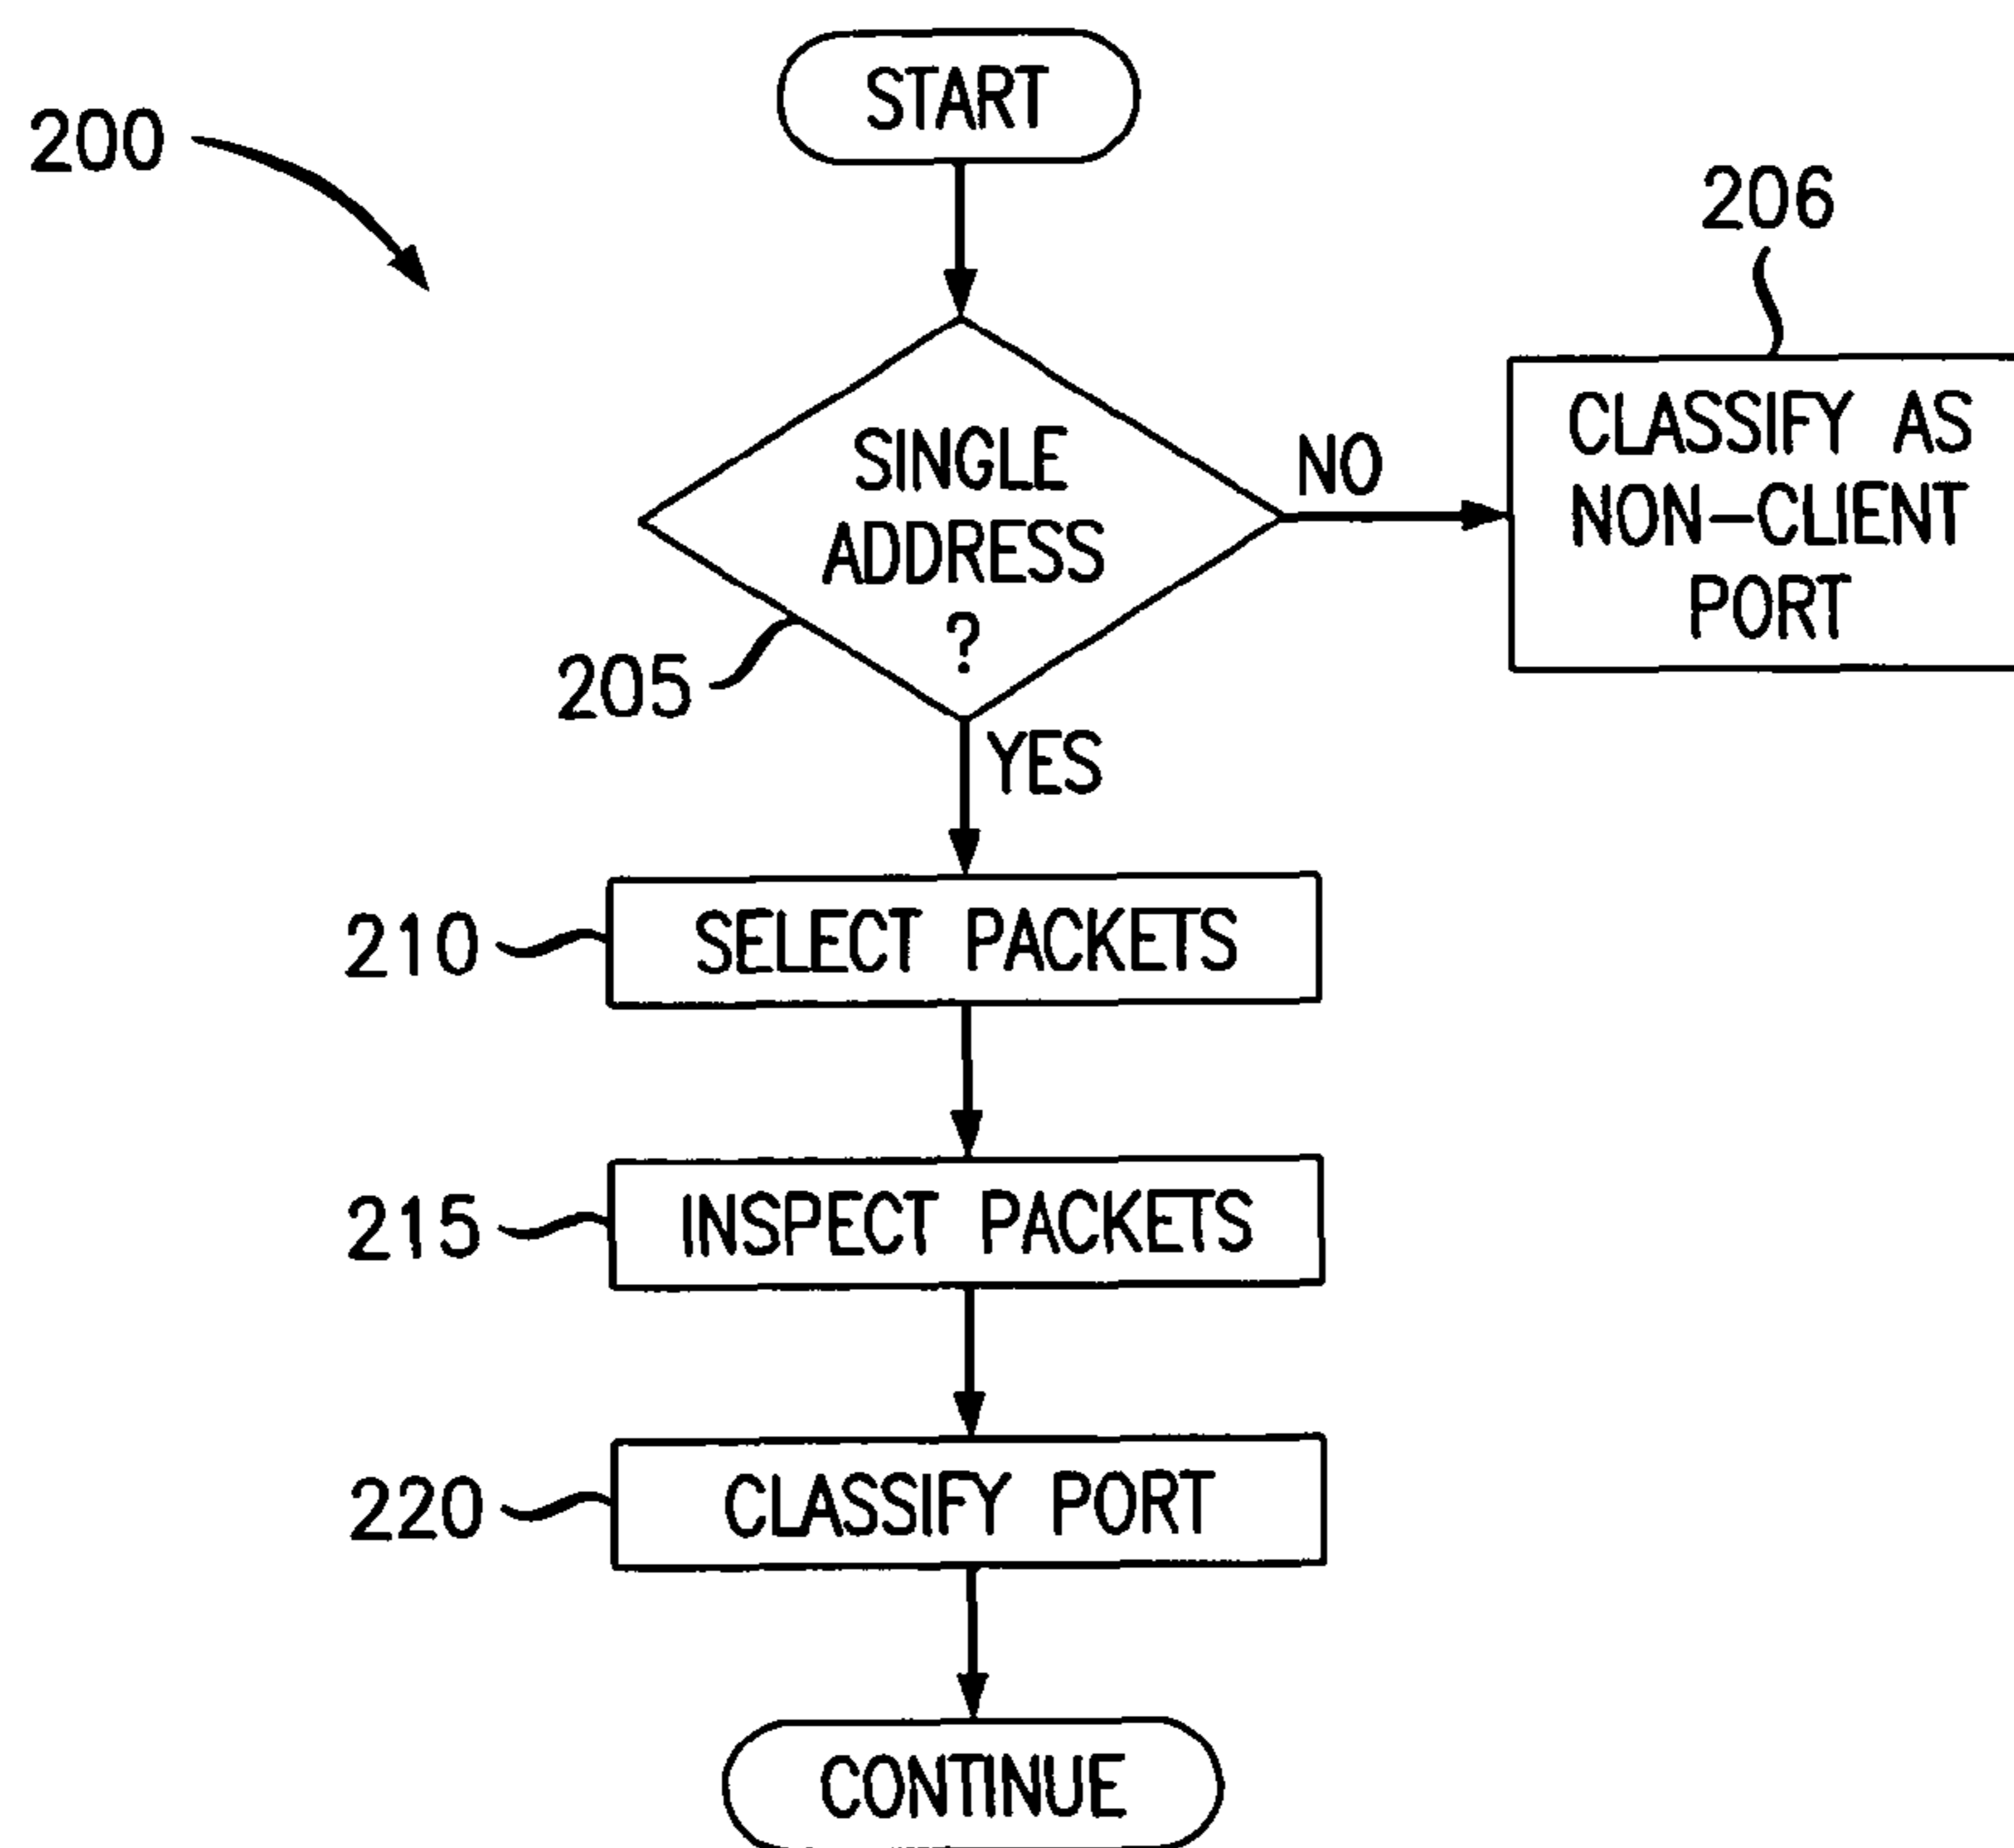 START
200
206
SINGLE
ADDRESS
?
NO
CLASSIFY AS
NON-CLIENT
PORT
205
YES
210
SELECT PACKETS
215
INSPECT PACKETS
220
CLASSIFY PORT
CONTINUE